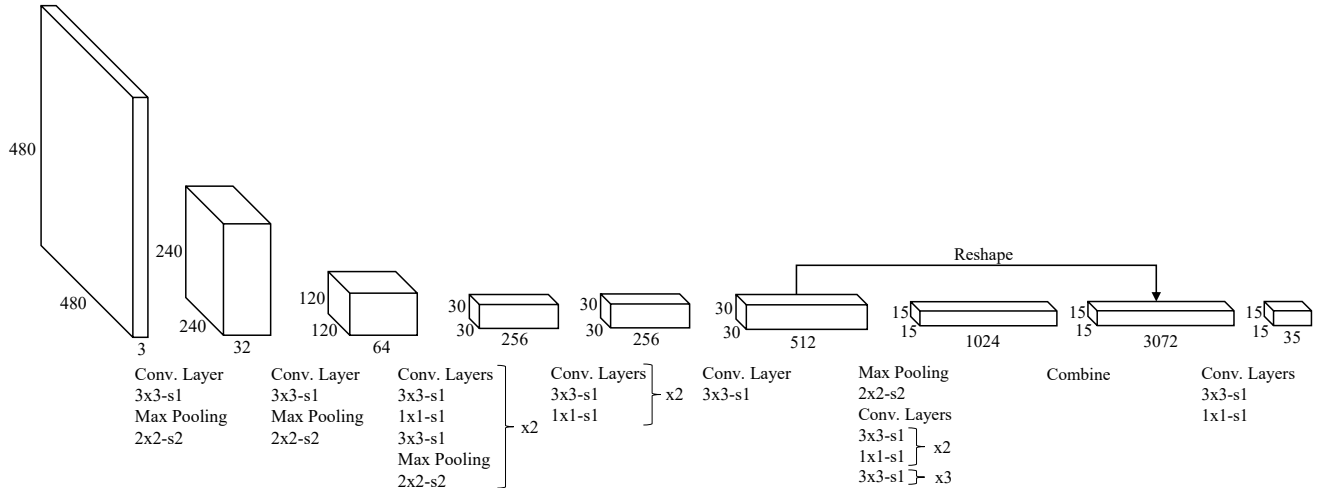 480
480
3
240
240
32
120
120
64
30
30
256
30
30
256
30
30
512
Reshape
15
15
1024
15
15
3072
15
15
35
Conv. Layer
3x3-s1
Max Pooling
2x2-s2
Conv. Layer
3x3-s1
Max Pooling
2x2-s2
Conv. Layers
3x3-s1
1x1-s1
3x3-s1
Max Pooling
2x2-s2
x2
Conv. Layers
3x3-s1
1x1-s1
x2
Conv. Layer
3x3-s1
Max Pooling
2x2-s2
Conv. Layers
3x3-s1
1x1-s1
x2
3x3-s1
x3
Combine
Conv. Layers
3x3-s1
1x1-s1